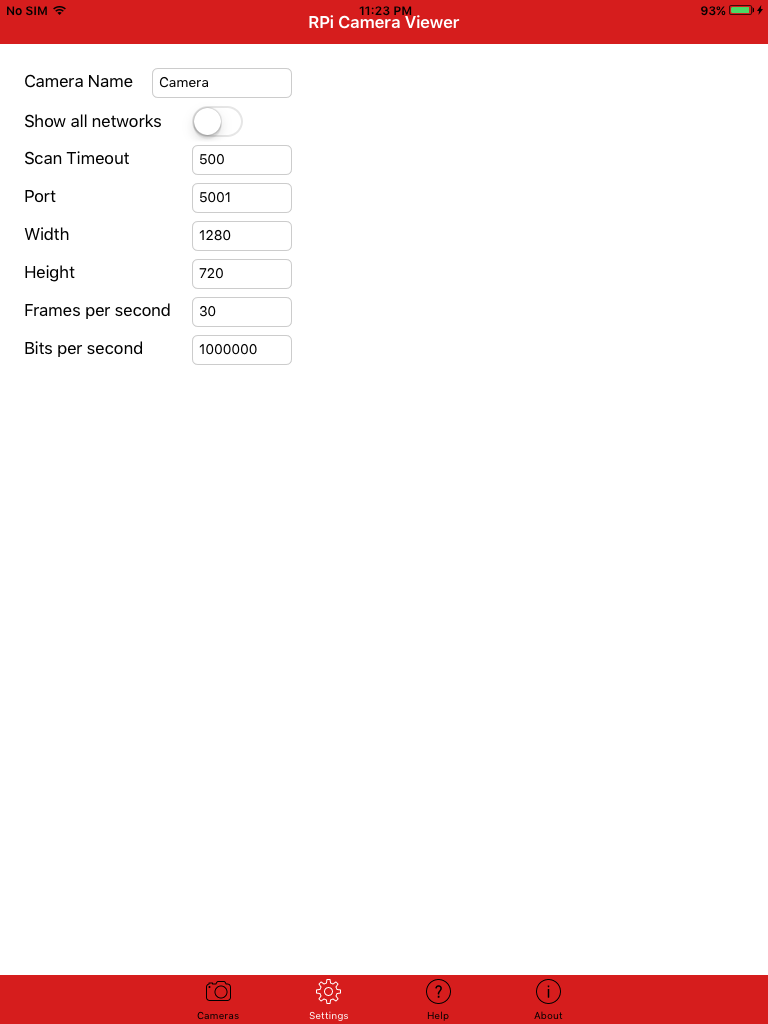 No SIM 11:23 PM 93%
RPi Camera Viewer
Camera Name Camera
Show all networks
Scan Timeout 500
Port 5001
Width 1280
Height 720
Frames per second 30
Bits per second 1000000
Cameras Settings Help About